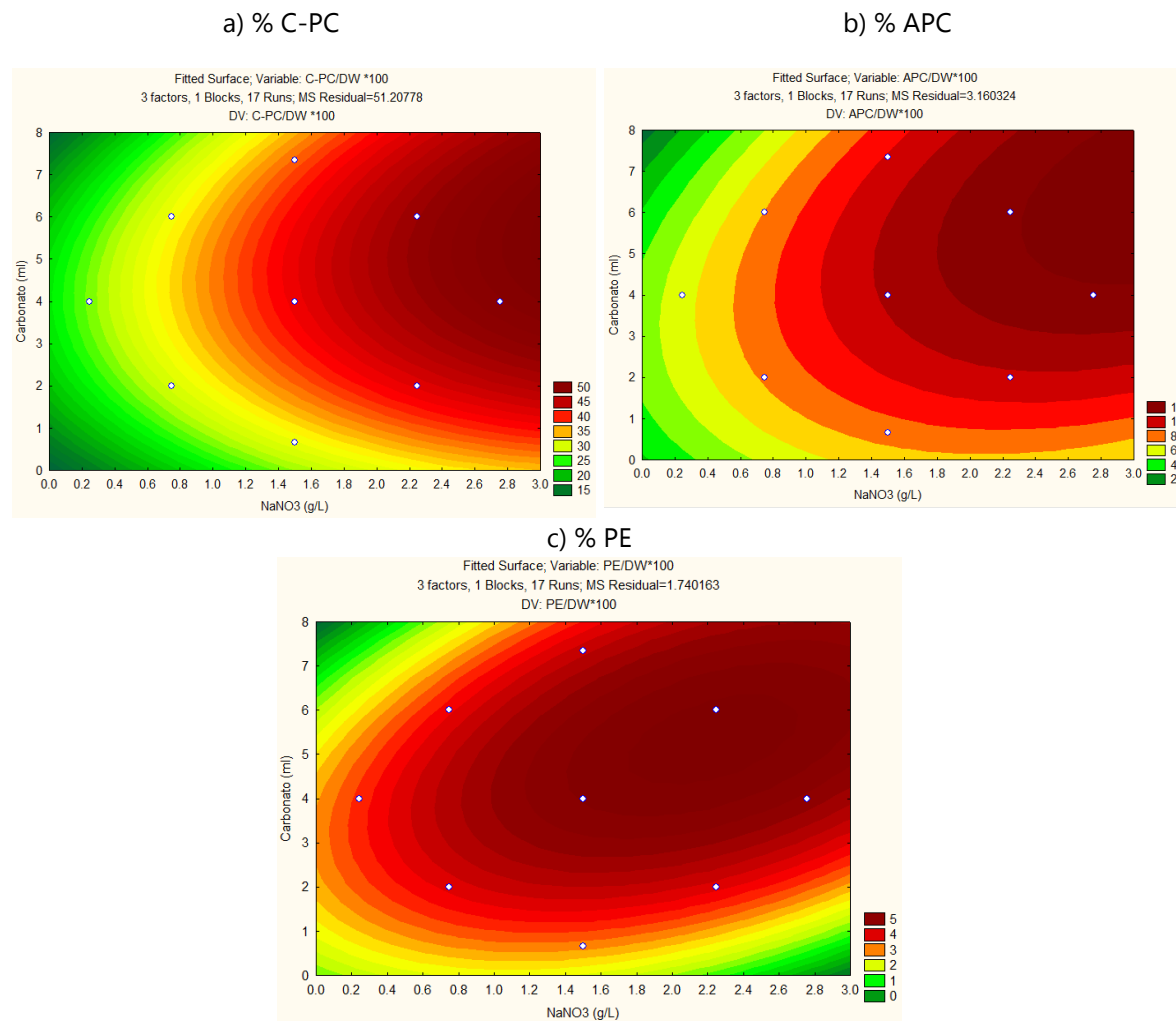 a) % C-PC
Fitted Surface; Variable: C-PC/DW *100
3 factors, 1 Blocks, 17 Runs; MS Residual=51.20778
DV: C-PC/DW *100
8
7
6
5
4
3
2
1
0
Carbonato (ml)
0.0 0.2 0.4 0.6 0.8 1.0 1.2 1.4 1.6 1.8 2.0 2.2 2.4 2.6 2.8 3.0
NaNO3 (g/L)
50
45
40
35
30
25
20
15
b) % APC
Fitted Surface; Variable: APC/DW*100
3 factors, 1 Blocks, 17 Runs; MS Residual=3.160324
DV: APC/DW*100
8
7
6
5
4
3
2
1
0
Carbonato (ml)
0.0 0.2 0.4 0.6 0.8 1.0 1.2 1.4 1.6 1.8 2.0 2.2 2.4 2.6 2.8 3.0
NaNO3 (g/L)
1
1
8
6
4
2
c) % PE
Fitted Surface; Variable: PE/DW*100
3 factors, 1 Blocks, 17 Runs; MS Residual=1.740163
DV: PE/DW*100
8
7
6
5
4
3
2
1
0
Carbonato (ml)
0.0 0.2 0.4 0.6 0.8 1.0 1.2 1.4 1.6 1.8 2.0 2.2 2.4 2.6 2.8 3.0
NaNO3 (g/L)
5
4
3
2
1
0